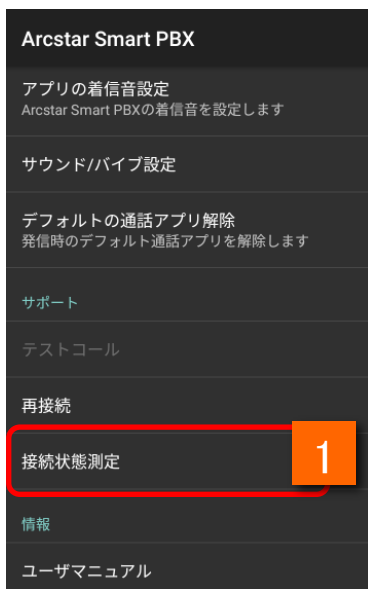 Arcstar Smart PBX
アプリの着信音設定
Arcstar Smart PBXの着信音を設定します
サウンド/バイブ設定
デフォルトの通話アプリ解除
発信時のデフォルト通話アプリを解除します
サポート
テストコール
再接続
接続状態測定
1
情報
ユーザマニュアル